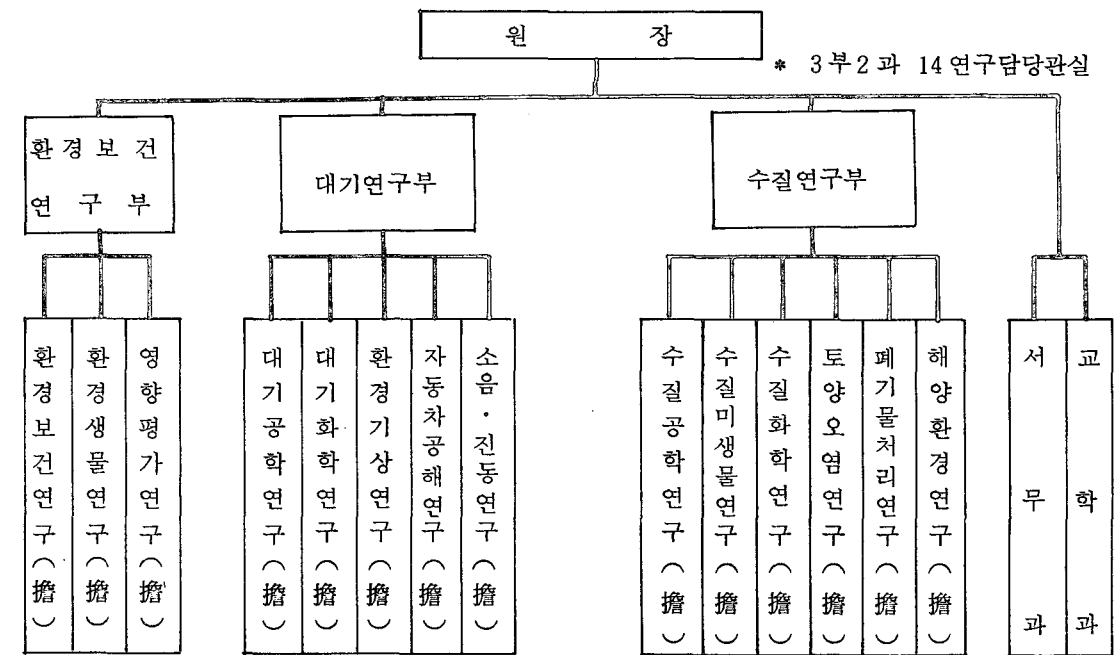 원 장
* 3부2과 14연구담당관실
환경보건
연구부
대기연구부
수질연구부
환경보건연구(擔)
환경생물연구(擔)
영향평가연구(擔)
대기공학연구(擔)
대기화학연구(擔)
환경기상연구(擔)
자동차공해연구(擔)
소음·진동연구(擔)
수질공학연구(擔)
수질미생물연구(擔)
수질화학연구(擔)
토양오염연구(擔)
폐기물처리연구(擔)
해양환경연구(擔)
서무과
교학과